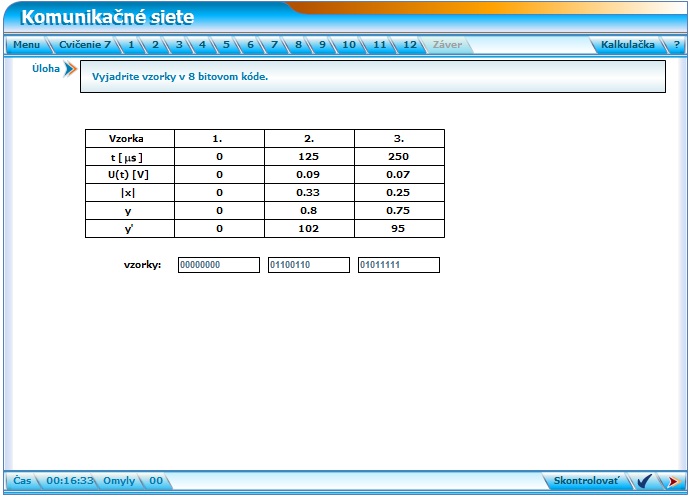 Komunikačné siete
Menu Cvičenie 7 1 2 3 4 5 6 7 8 9 10 11 12 Záver Kalkulačka ?
Úloha Vyjadrite vzorky v 8 bitovom kóde.
Vzorka 1. 2. 3.
t [ μs ] 0 125 250
U(t) [V] 0 0.09 0.07
|x| 0 0.33 0.25
y 0 0.8 0.75
y' 0 102 95
vzorky: 00000000 01100110 01011111
Čas 00:16:33 Omyly 00 Skontrolovať